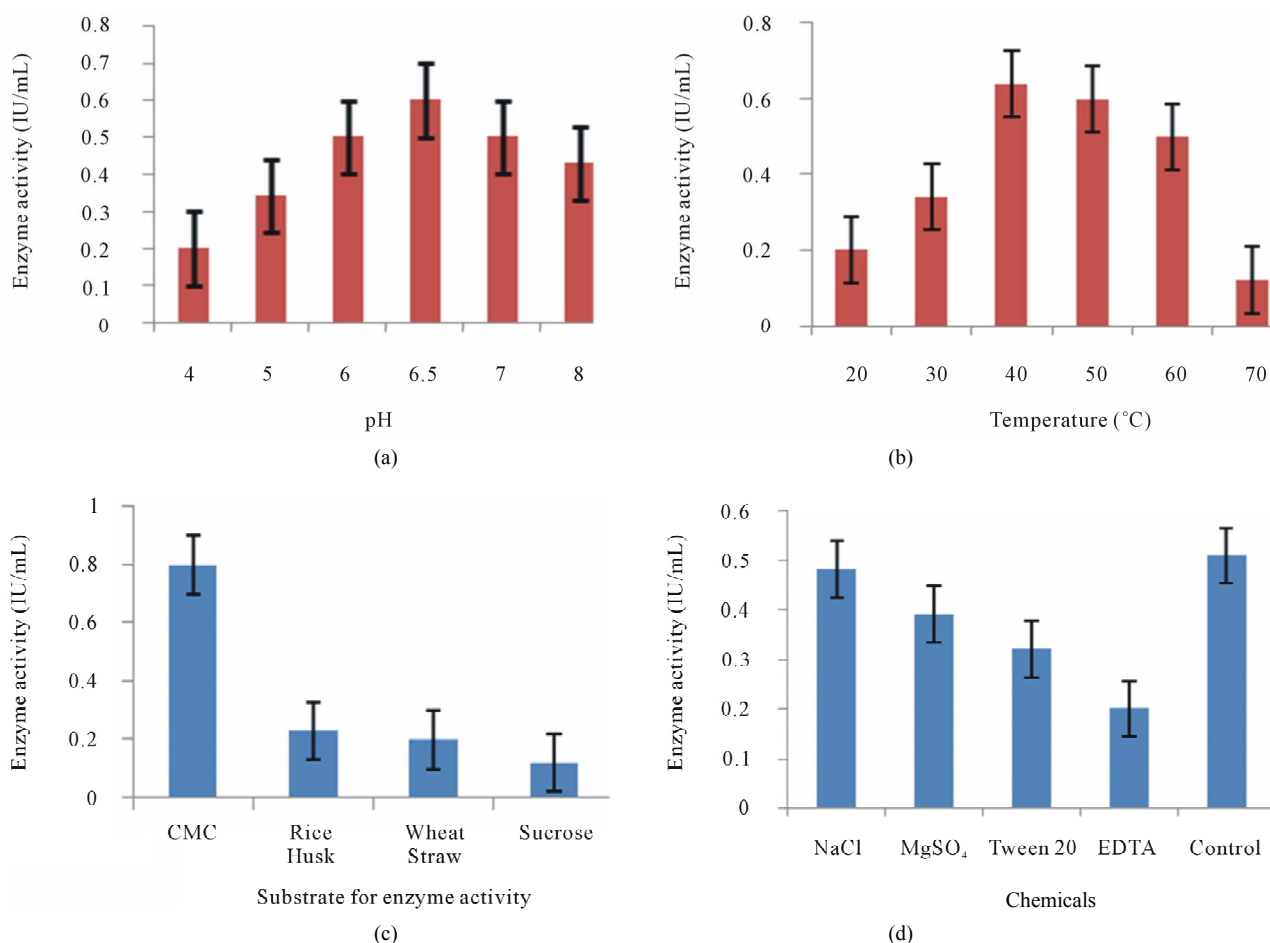 Enzyme activity (IU/mL)
0.8
0.7
0.6
0.5
0.4
0.3
0.2
0.1
0
4 5 6 6.5 7 8
pH
(a)
Enzyme activity (IU/mL)
0.8
0.6
0.4
0.2
0
20 30 40 50 60 70
Temperature (°C)
(b)
Enzyme activity (IU/mL)
1
0.8
0.6
0.4
0.2
0
CMC Rice Wheat Sucrose
Husk Straw
Substrate for enzyme activity
(c)
Enzyme activity (IU/mL)
0.6
0.5
0.4
0.3
0.2
0.1
0
NaCl MgSO₄ Tween 20 EDTA Control
Chemicals
(d)